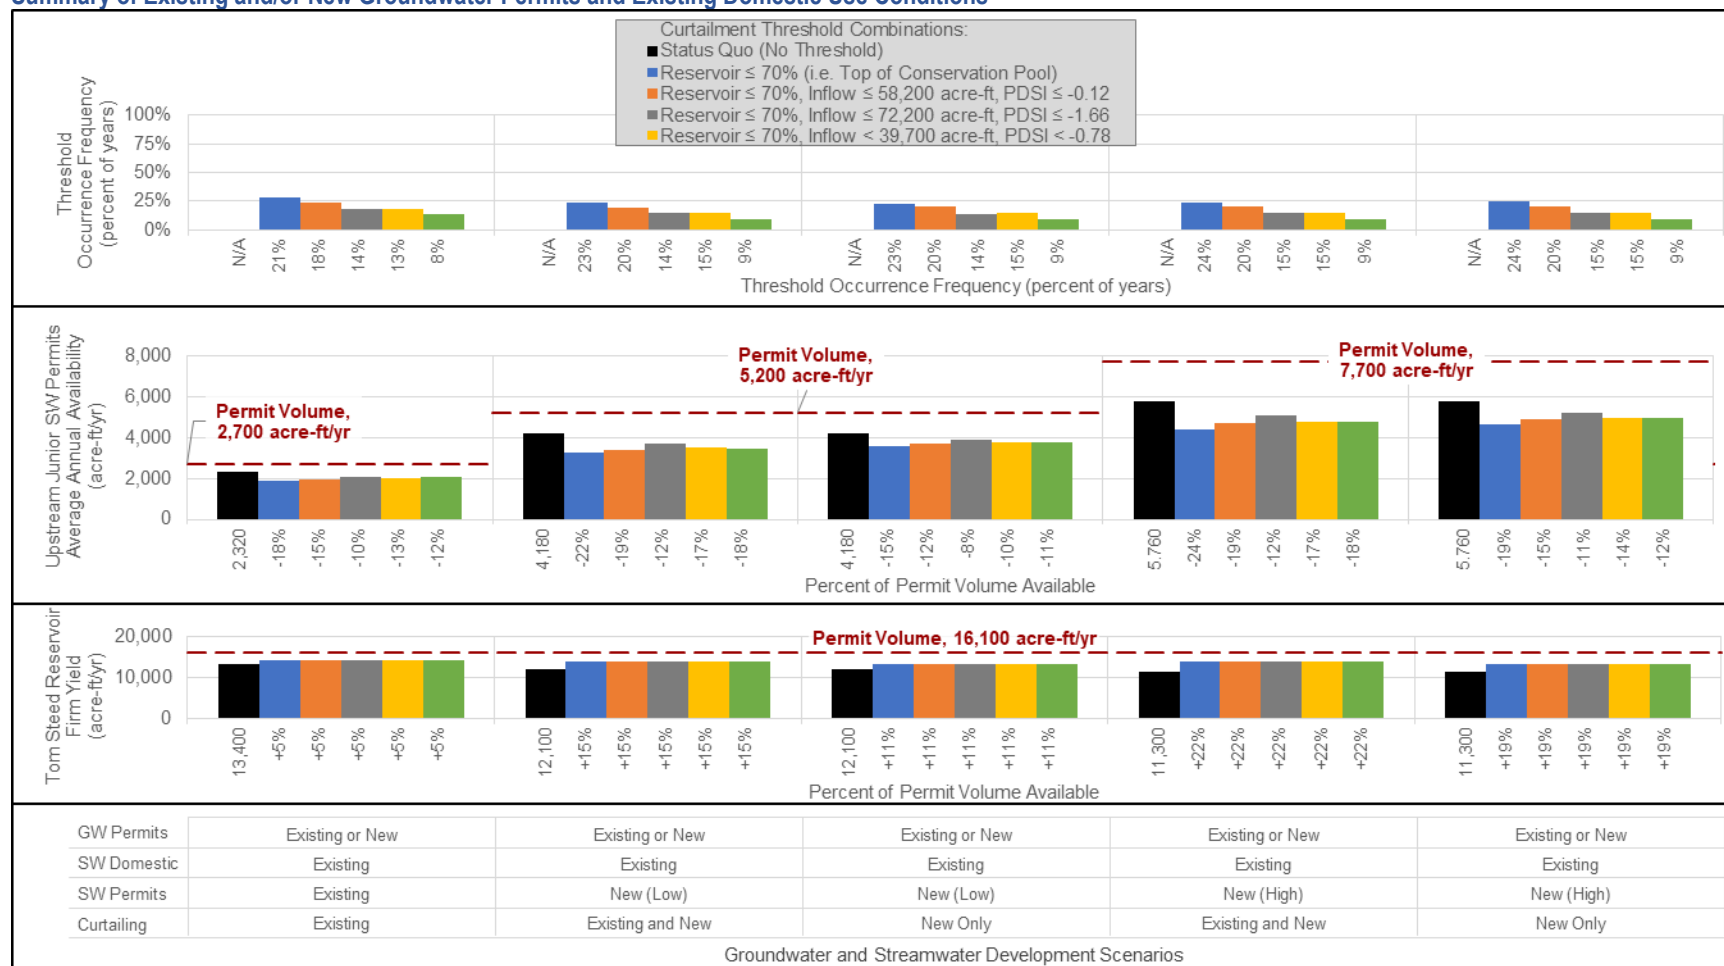 Summary of Existing and/or New Groundwater Permits and Existing Domestic Use Conditions
Curtailment Threshold Combinations:
Status Quo (No Threshold)
Reservoir ≤ 70% (i.e. Top of Conservation Pool)
Reservoir ≤ 70%, Inflow ≤ 58,200 acre-ft, PDSI ≤ -0.12
Reservoir ≤ 70%, Inflow ≤ 72,200 acre-ft, PDSI ≤ -1.66
Reservoir ≤ 70%, Inflow < 39,700 acre-ft, PDSI < -0.78
Threshold
Occurrence Frequency
(percent of years)
100%
75%
50%
25%
0%
N/A 21% 18% 14% 13% 8% N/A 23% 20% 14% 15% 9% N/A 23% 20% 14% 15% 9% N/A 24% 20% 15% 15% 9% N/A 24% 20% 15% 15% 9%
Threshold Occurrence Frequency (percent of years)
Upstream Junior SW Permits
Average Annual Availability
(acre-ft/yr)
8,000
6,000
4,000
2,000
0
Permit Volume,
2,700 acre-ft/yr
Permit Volume,
5,200 acre-ft/yr
Permit Volume,
7,700 acre-ft/yr
2,320 -18% -15% -10% -13% -12% 4,180 -22% -19% -12% -17% -18% 4,180 -15% -12% -8% -10% -11% 5.760 -24% -19% -12% -17% -18% 5.760 -19% -15% -11% -14% -12%
Percent of Permit Volume Available
Tom Steed Reservoir
Firm Yield
(acre-ft/yr)
20,000
10,000
0
Permit Volume, 16,100 acre-ft/yr
13,400 +5% +5% +5% +5% +5% 12,100 +15% +15% +15% +15% +15% 12,100 +11% +11% +11% +11% +11% 11,300 +22% +22% +22% +22% +22% 11,300 +19% +19% +19% +19% +19%
Percent of Permit Volume Available
GW Permits Existing or New Existing or New Existing or New Existing or New Existing or New
SW Domestic Existing Existing Existing Existing Existing
SW Permits Existing New (Low) New (Low) New (High) New (High)
Curtailing Existing Existing and New New Only Existing and New New Only
Groundwater and Streamwater Development Scenarios